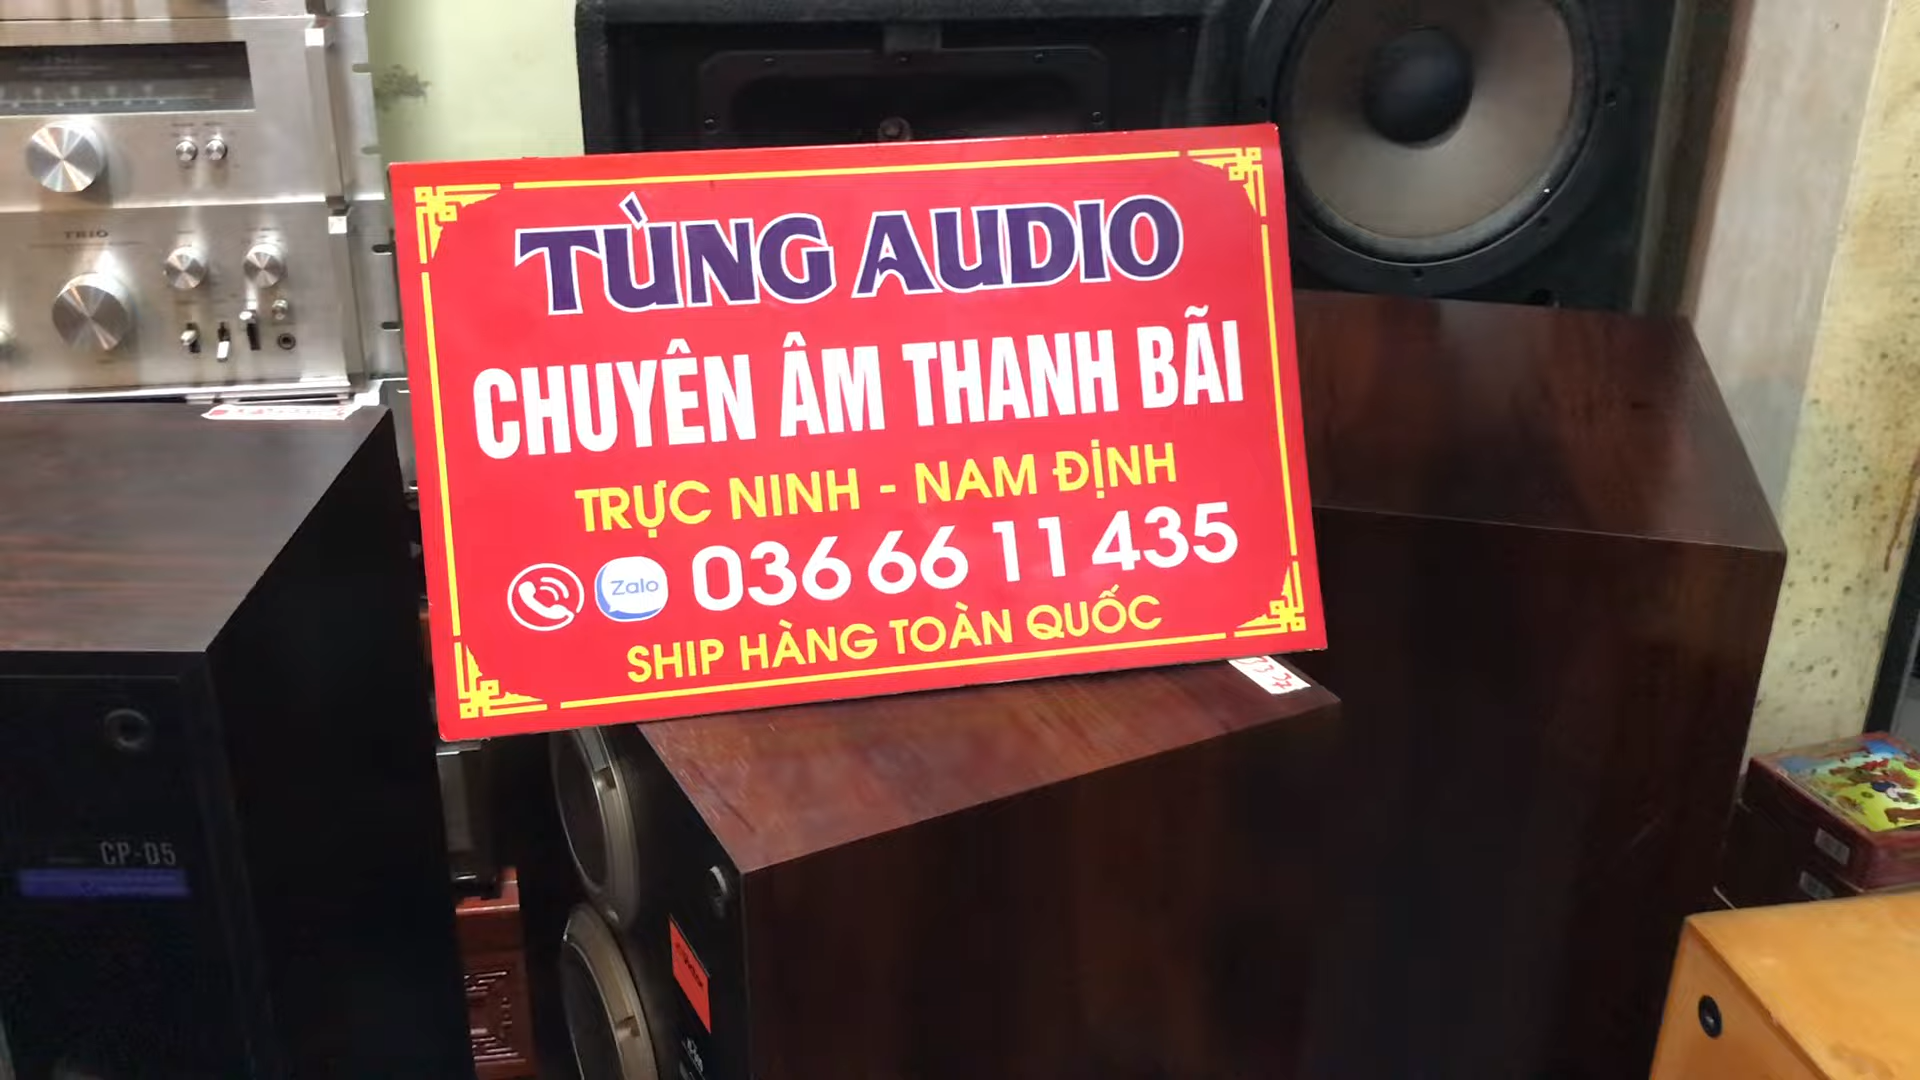 TRIO
TÙNG AUDIO
CHUYÊN ÂM THANH BÃI
TRỰC NINH - NAM ĐỊNH
Zalo 036 66 11 435
SHIP HÀNG TOÀN QUỐC
CP-D5